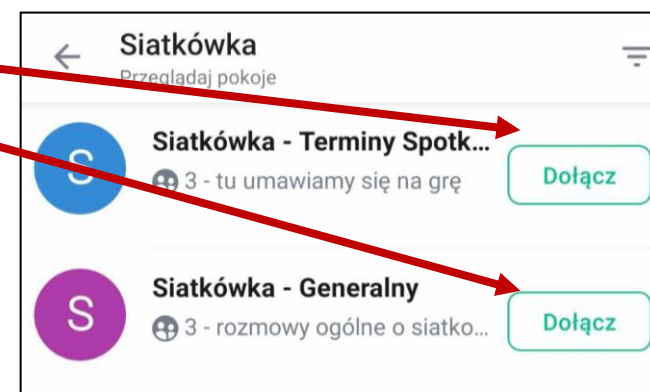 Siatkówka
Przeglądaj pokoje
S
Siatkówka - Terminy Spotk...
3 - tu umawiamy się na grę
Dołącz
S
Siatkówka - Generalny
3 - rozmowy ogólne o siatko...
Dołącz